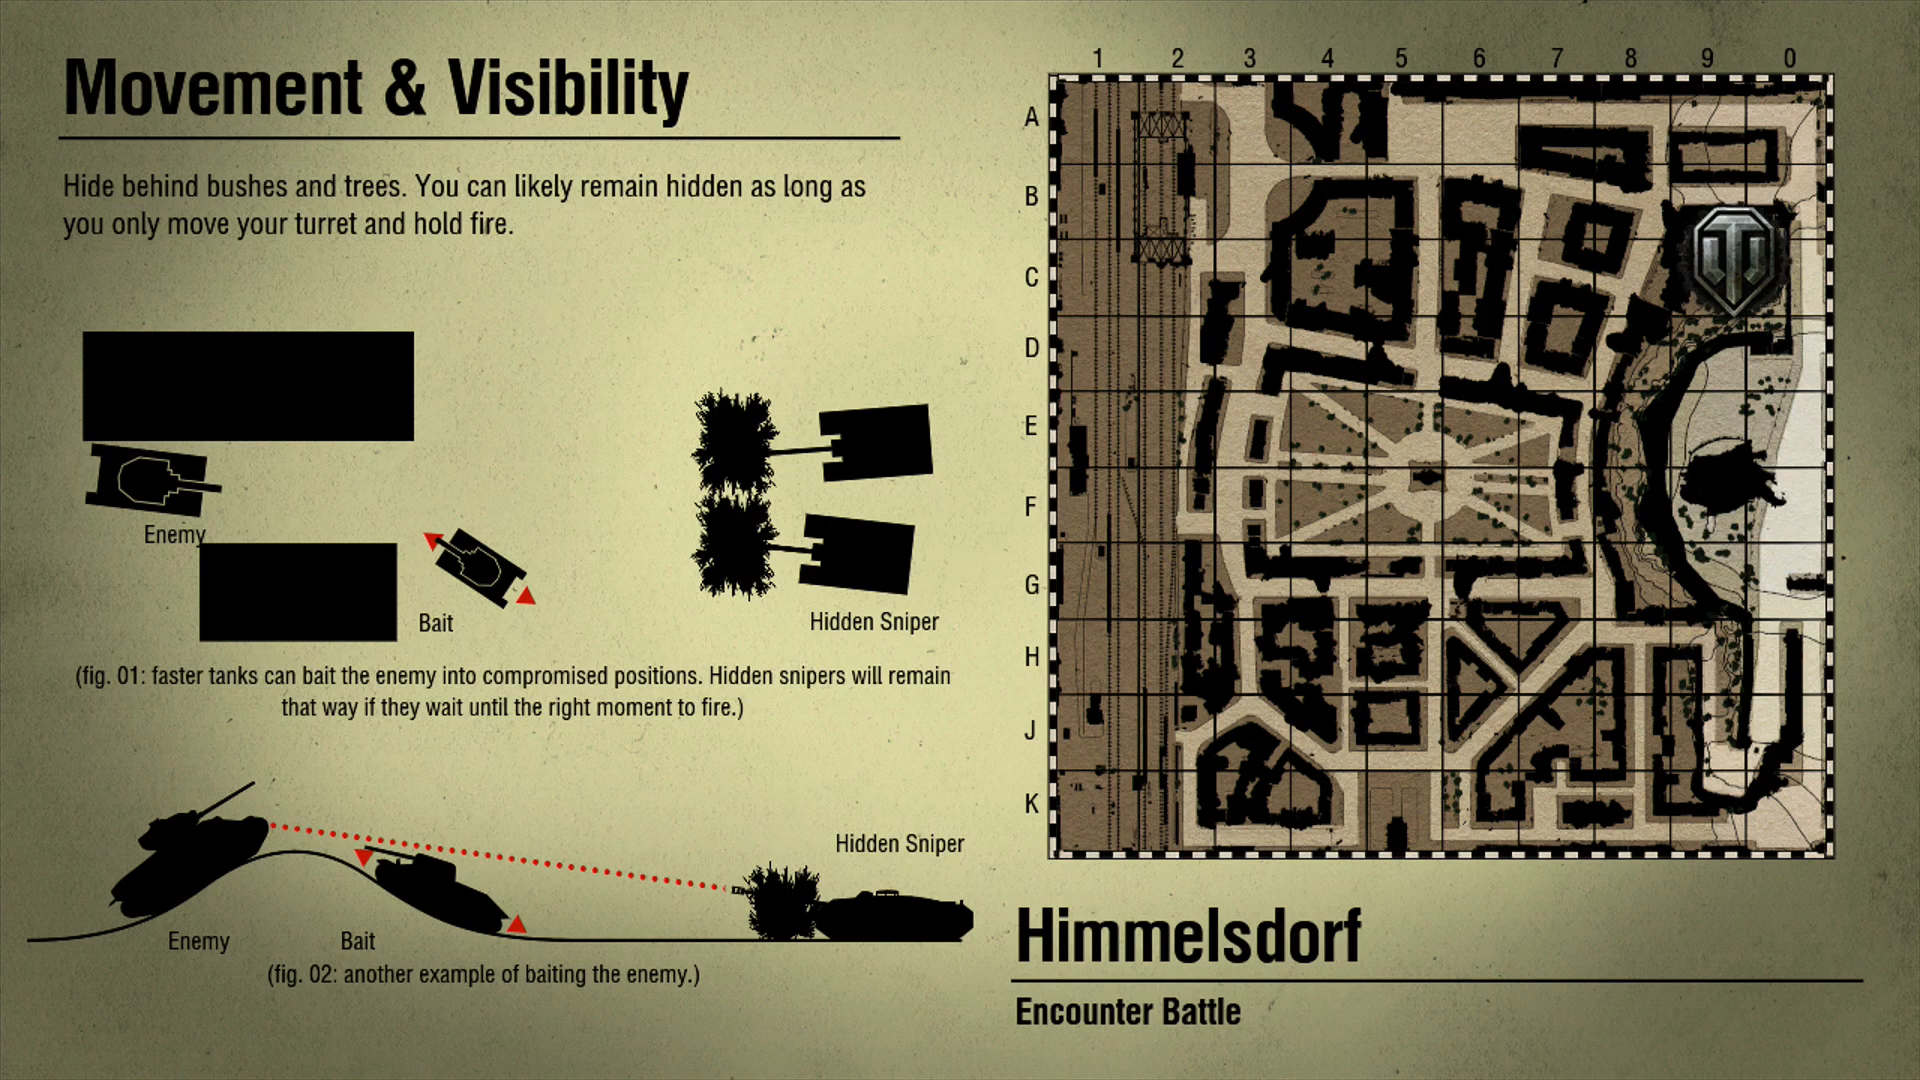 Movement & Visibility
Hide behind bushes and trees. You can likely remain hidden as long as
you only move your turret and hold fire.
Enemy
Bait
Hidden Sniper
(fig. 01: faster tanks can bait the enemy into compromised positions. Hidden snipers will remain
that way if they wait until the right moment to fire.)
Hidden Sniper
Enemy
Bait
(fig. 02: another example of baiting the enemy.)
1 2 3 4 5 6 7 8 9 0
A
B
C
D
E
F
G
H
J
K
Himmelsdorf
Encounter Battle